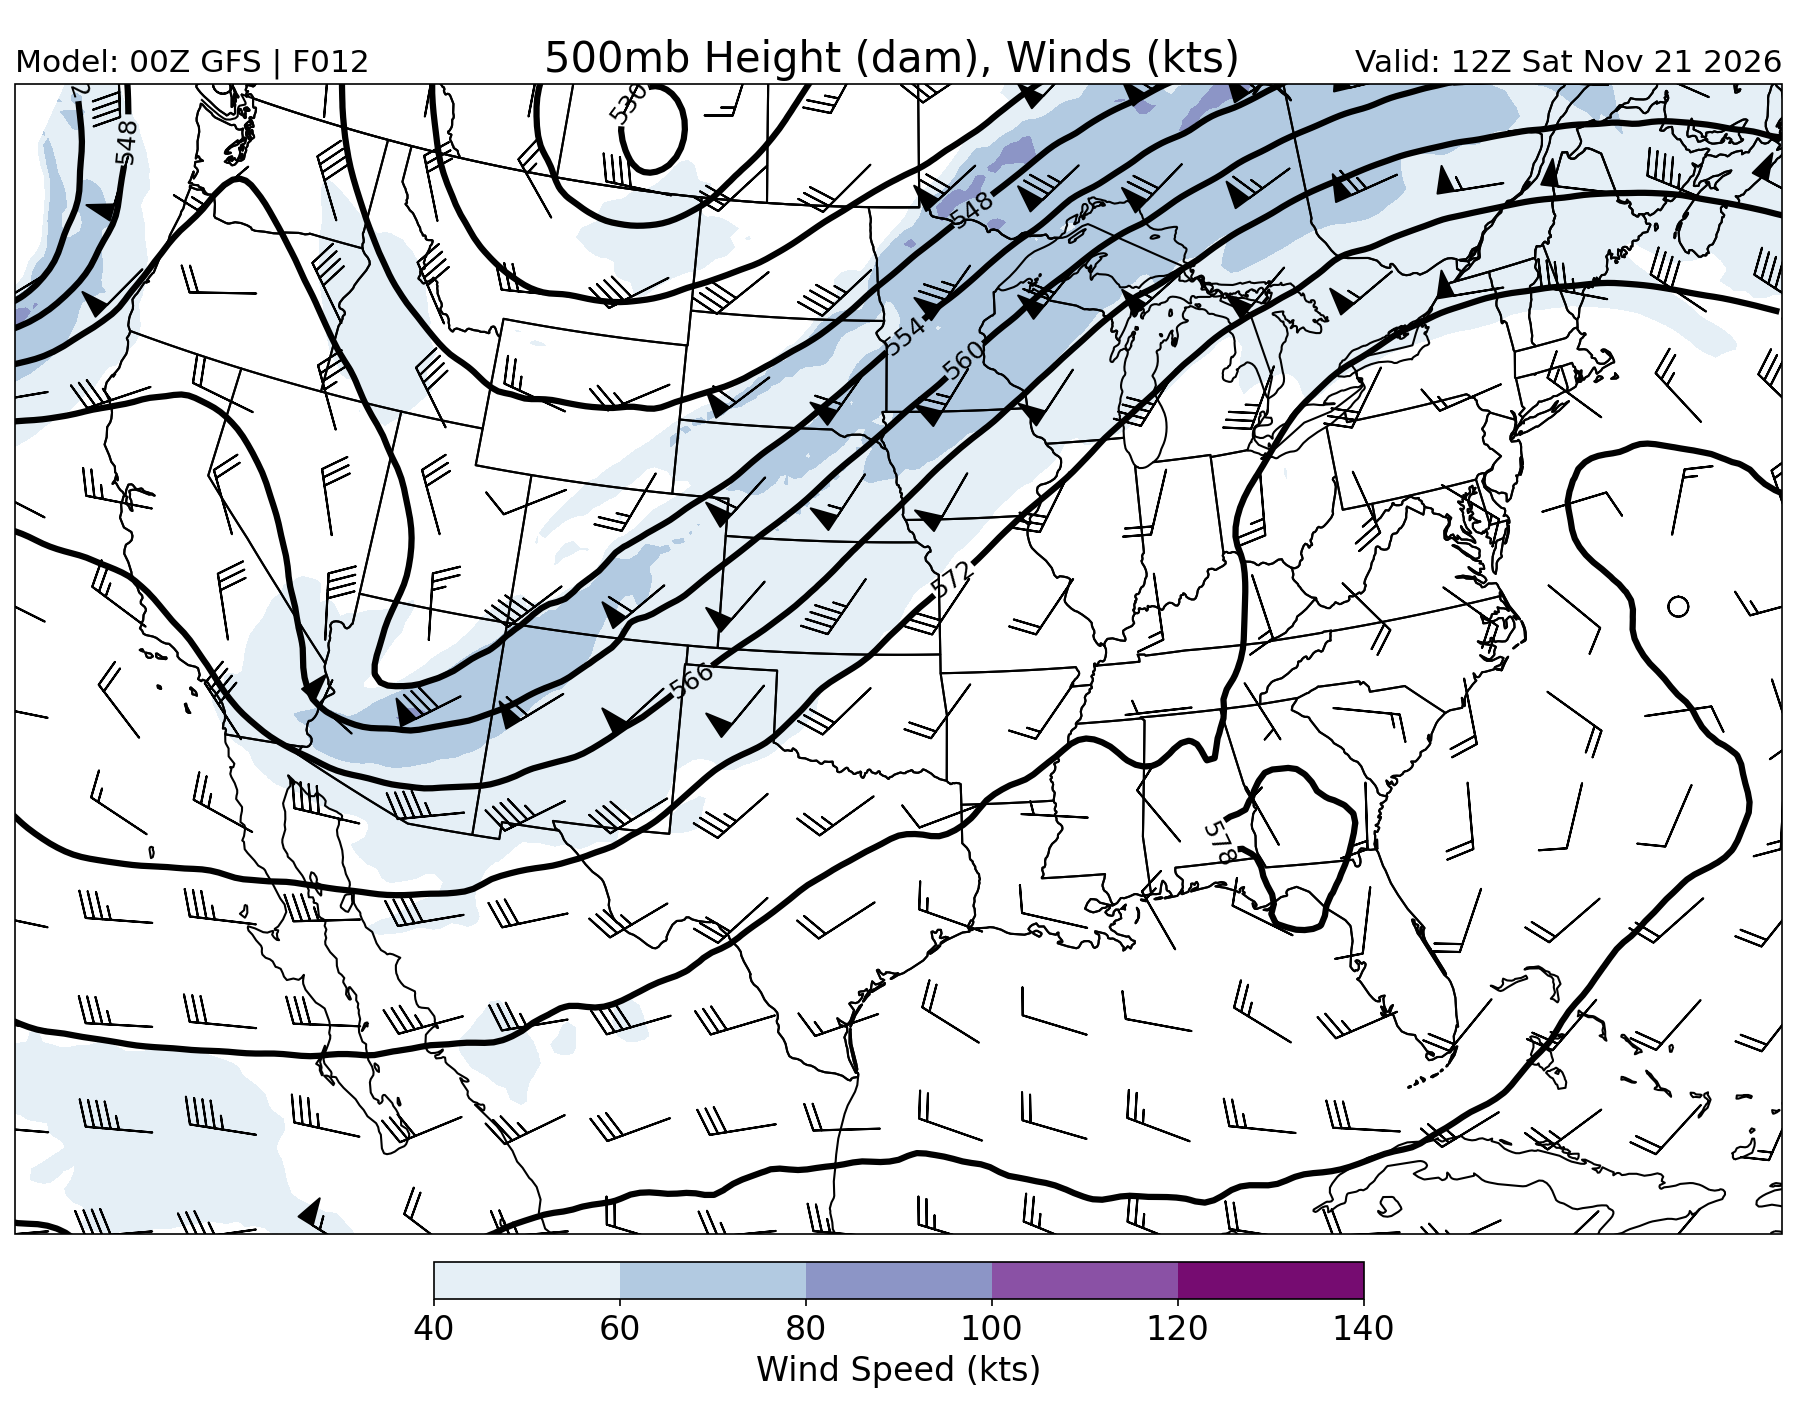 500mb Height (dam), Winds (kts)
Model: 00Z GFS | F012
Valid: 12Z Sat Nov 21 2026
530
548
548
554
560
572
566
578
40 60 80 100 120 140
Wind Speed (kts)